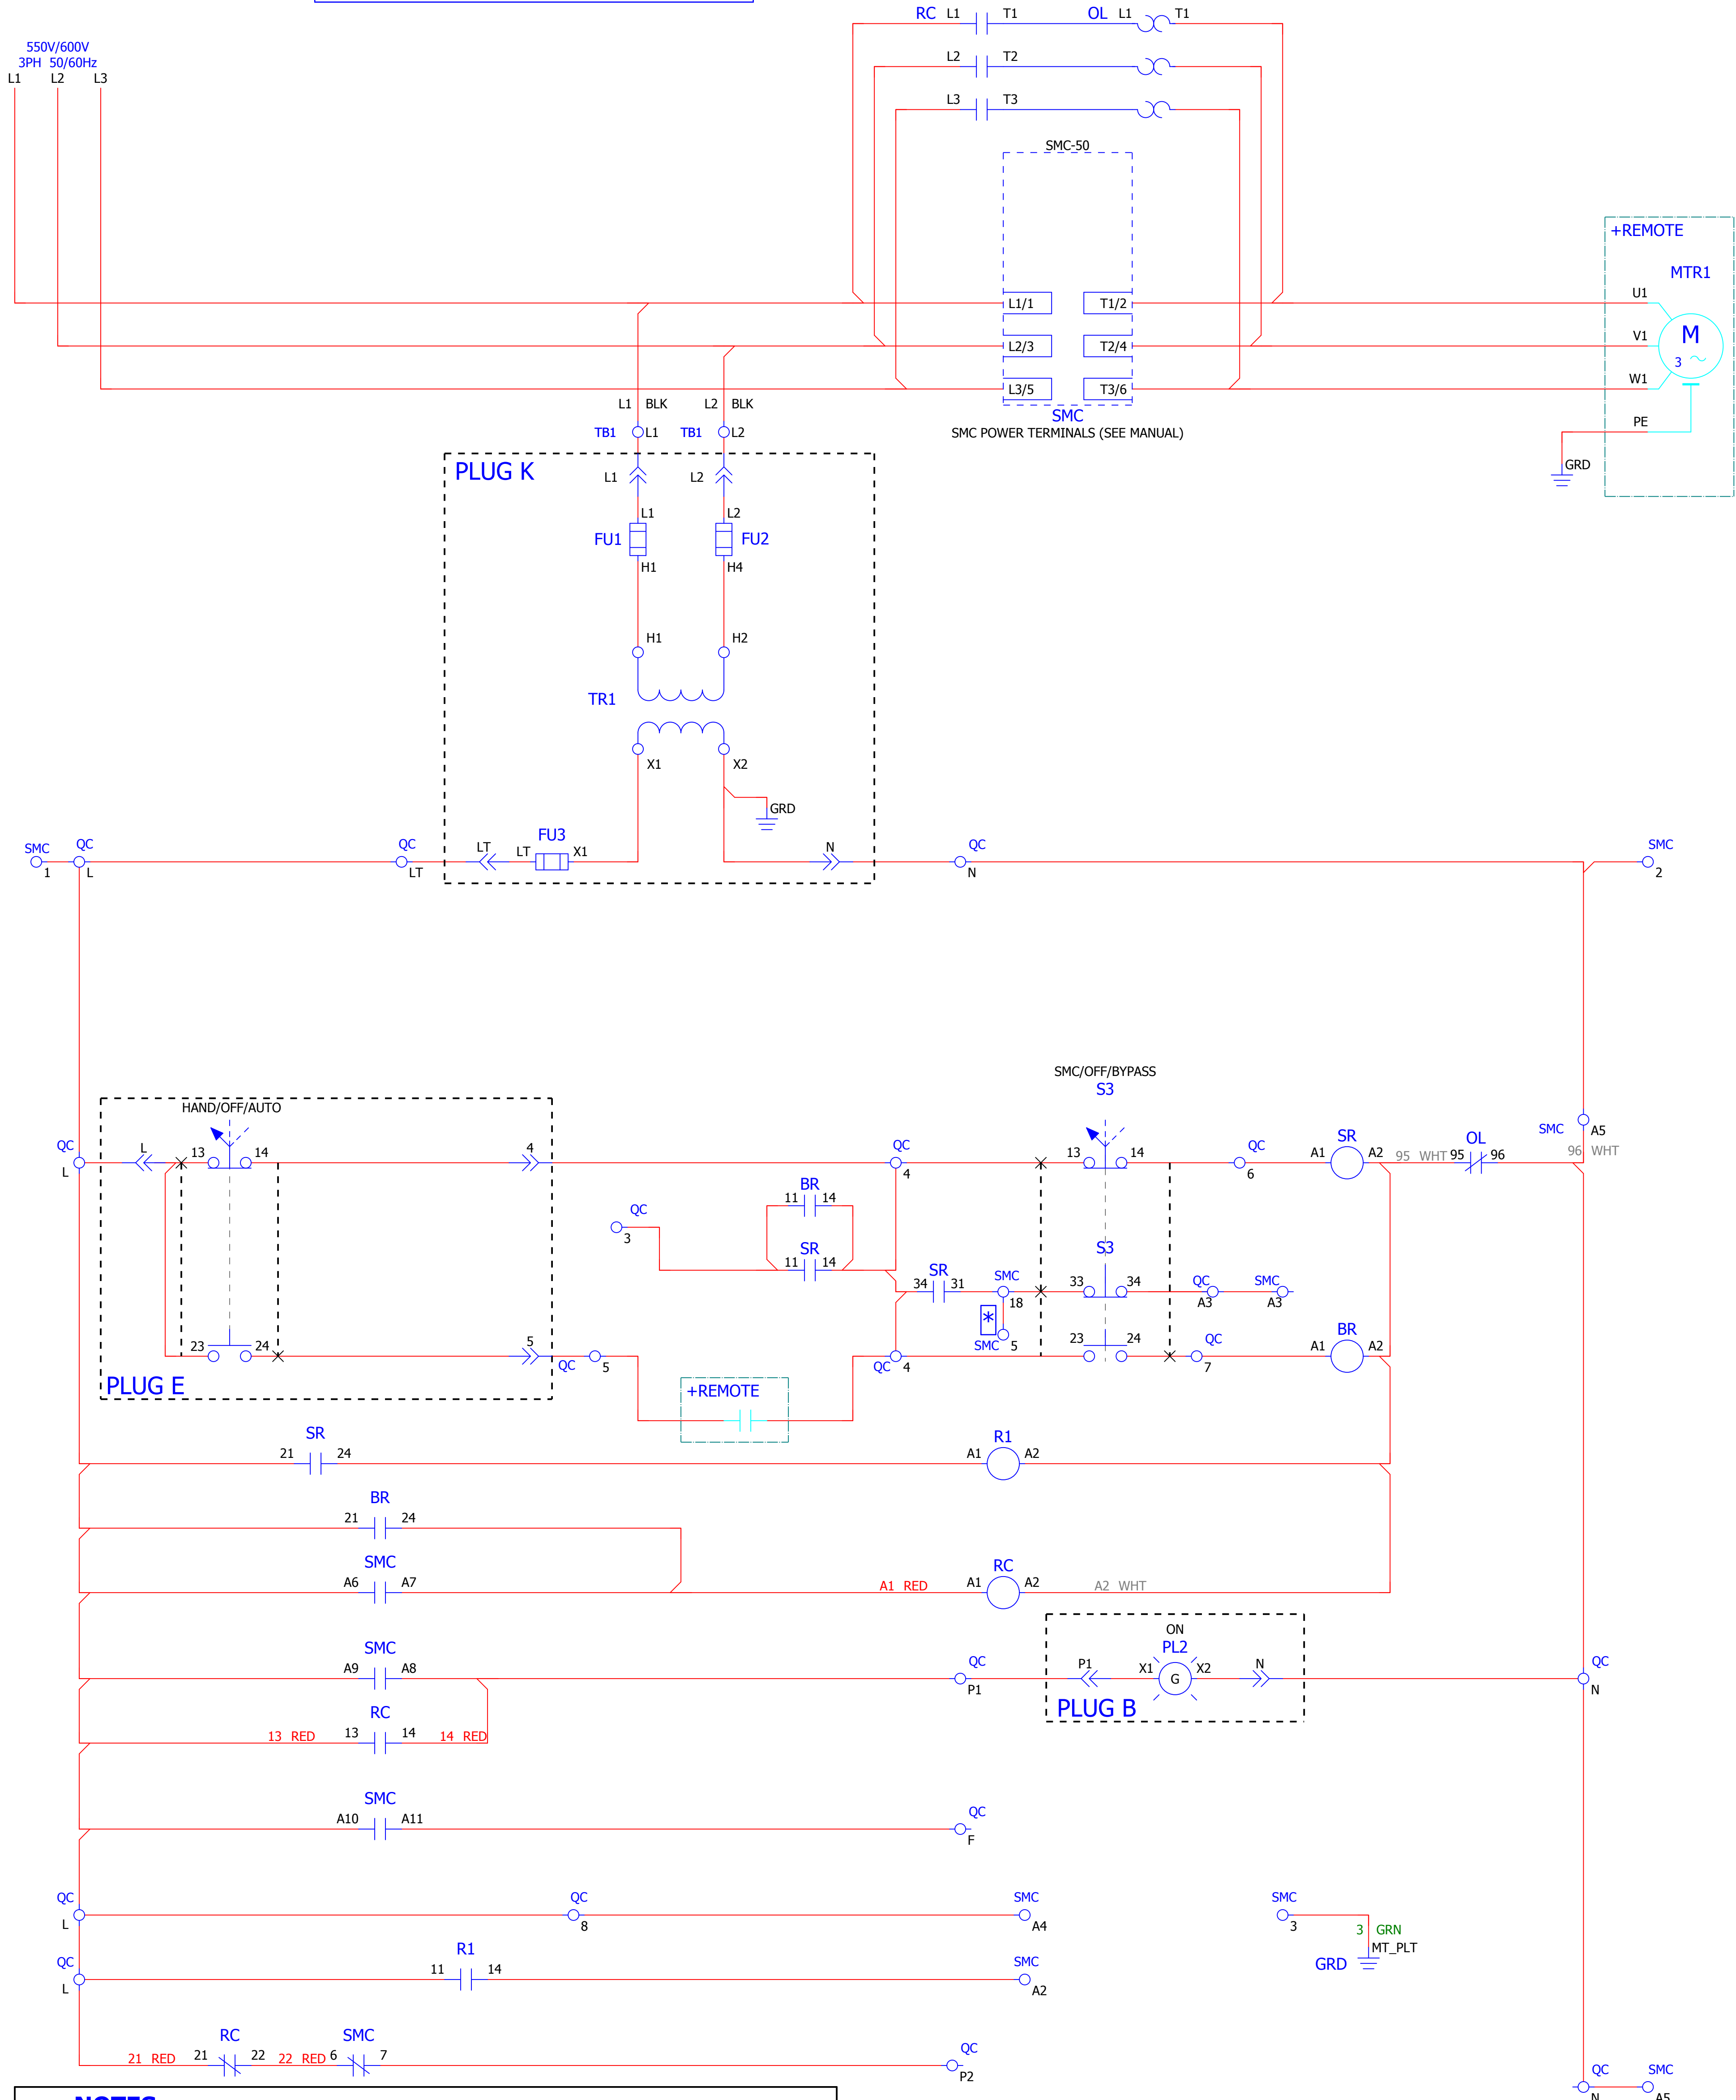 RC L1 T1 OL L1 T1
550V/600V
3PH 50/60Hz
L1 L2 L3
L2 T2
L3 T3
SMC-50
+REMOTE
MTR1
L1/1 T1/2 U1
M
3
L2/3 T2/4 V1
L3/5 T3/6 W1
L1 BLK L2 BLK
SMC
SMC POWER TERMINALS (SEE MANUAL)
TB1 L1 TB1 L2
PE
GRD
PLUG K
L1 L2
L1 L2
FU1 FU2
H1 H4
H1 H2
TR1
X1 X2
GRD
FU3
SMC QC QC LT LT X1 N QC SMC
1 L LT N 2
SMC/OFF/BYPASS
S3
HAND/OFF/AUTO
QC L 13 14 4 QC 13 14 QC SR A1 A2 95 WHT 95 OL 96 SMC A5
96 WHT
L 4 6
BR
11 14
QC
3
SR
11 14
S3
SR
34 31 SMC 33 34 QC SMC
18 A3 A3
*
SMC 5
BR
23 24 5 23 24 QC A1 A2
QC 5 QC 4 7
PLUG E
+REMOTE
SR
21 24
R1
A1 A2
BR
21 24
SMC
A6 A7
RC
A1 RED A1 A2 A2 WHT
ON
PL2
SMC
A9 A8
QC
P1
P1 X1 G X2 N
QC
N
PLUG B
RC
13 RED 13 14 14 RED
SMC
A10 A11
QC
F
QC QC SMC SMC
L 8 A4 3
3 GRN
MT_PLT
GRD
R1
QC 11 14 SMC
L A2
RC SMC
21 RED 21 22 22 RED 6 7
QC
P2
QC SMC
N A5
NOTES